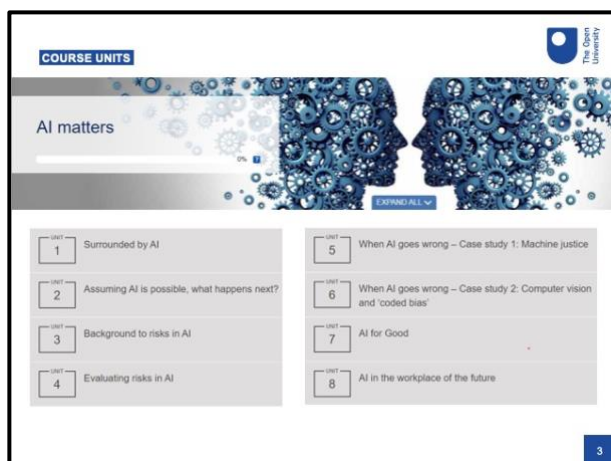 COURSE UNITS
The Open
University
AI matters
0%
?
EXPAND ALL
UNIT
1
Surrounded by AI
UNIT
2
Assuming AI is possible, what happens next?
UNIT
3
Background to risks in AI
UNIT
4
Evaluating risks in AI
UNIT
5
When AI goes wrong – Case study 1: Machine justice
UNIT
6
When AI goes wrong – Case study 2: Computer vision
and ‘coded bias’
UNIT
7
AI for Good
UNIT
8
AI in the workplace of the future
3